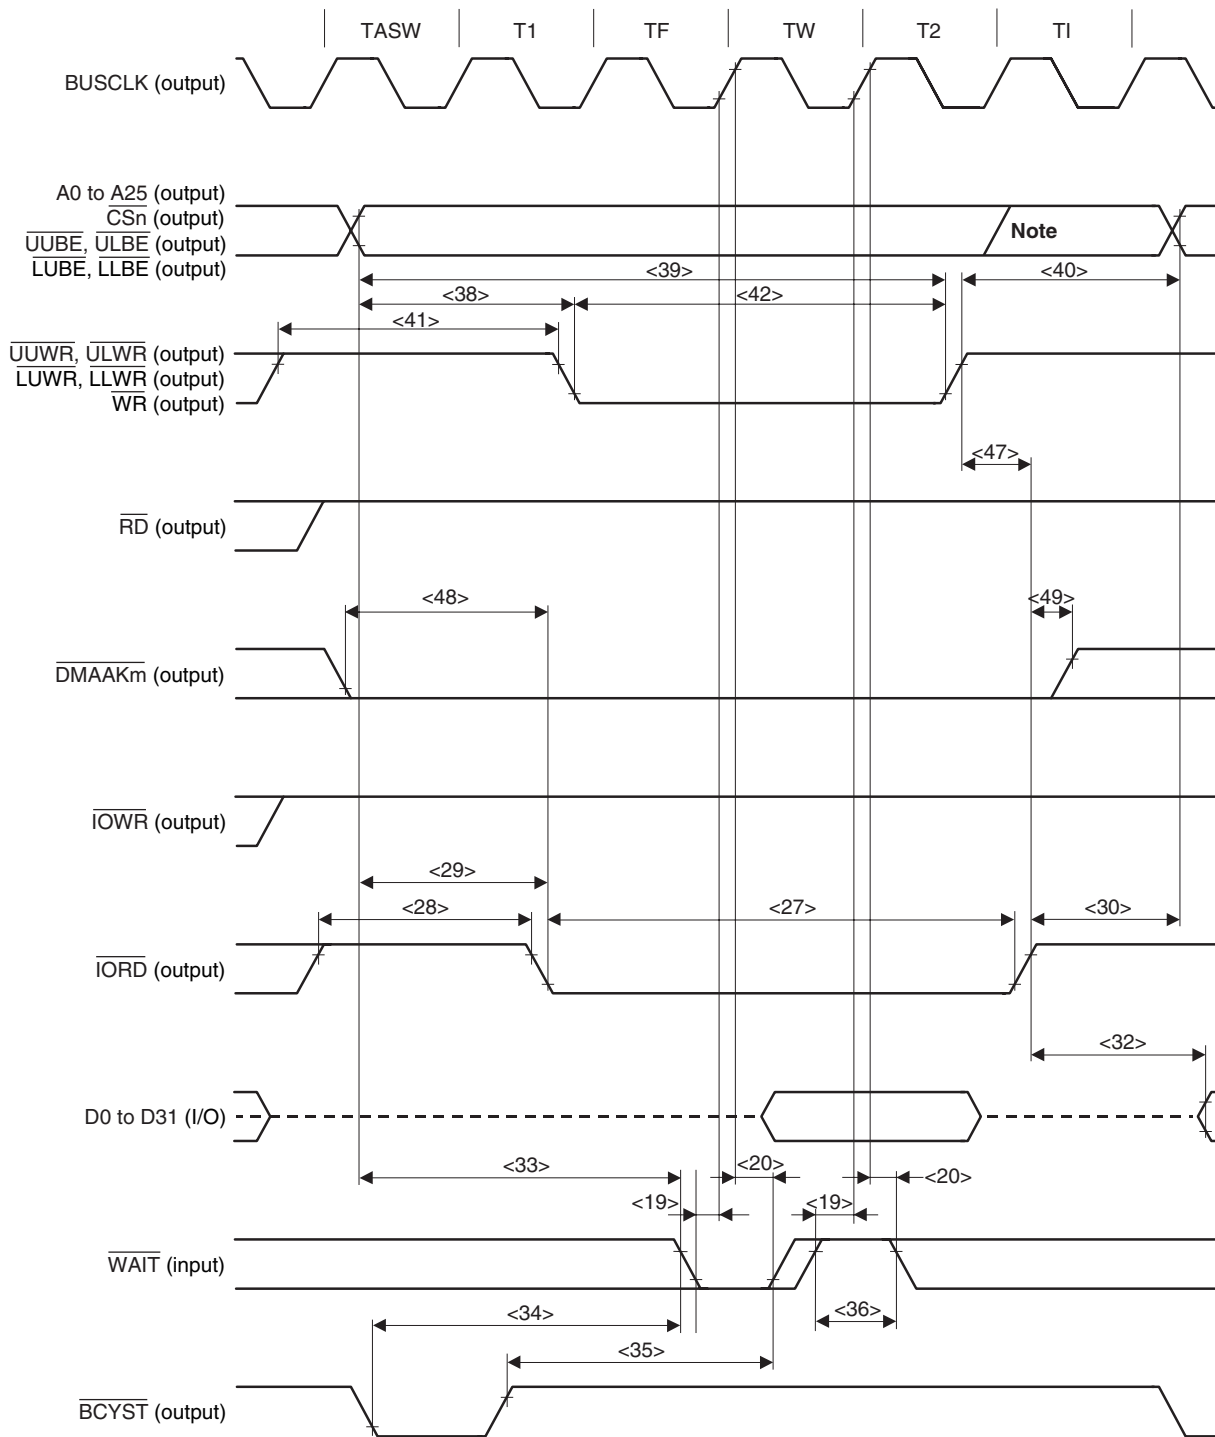 TASW T1 TF TW T2 TI
BUSCLK (output)
A0 to A25 (output)
CSn (output)
Note
UUBE, ULBE (output)
LUBE, LLBE (output)
<39> <40>
<38> <42>
<41>
UUWR, ULWR (output)
LUWR, LLWR (output)
WR (output)
<47>
RD (output)
<48> <49>
DMAAKm (output)
IOWR (output)
<29>
<28> <27> <30>
IORD (output)
<32>
D0 to D31 (I/O)
<33> <20> <20>
<19> <19>
WAIT (input)
<34> <36>
<35>
BCYST (output)